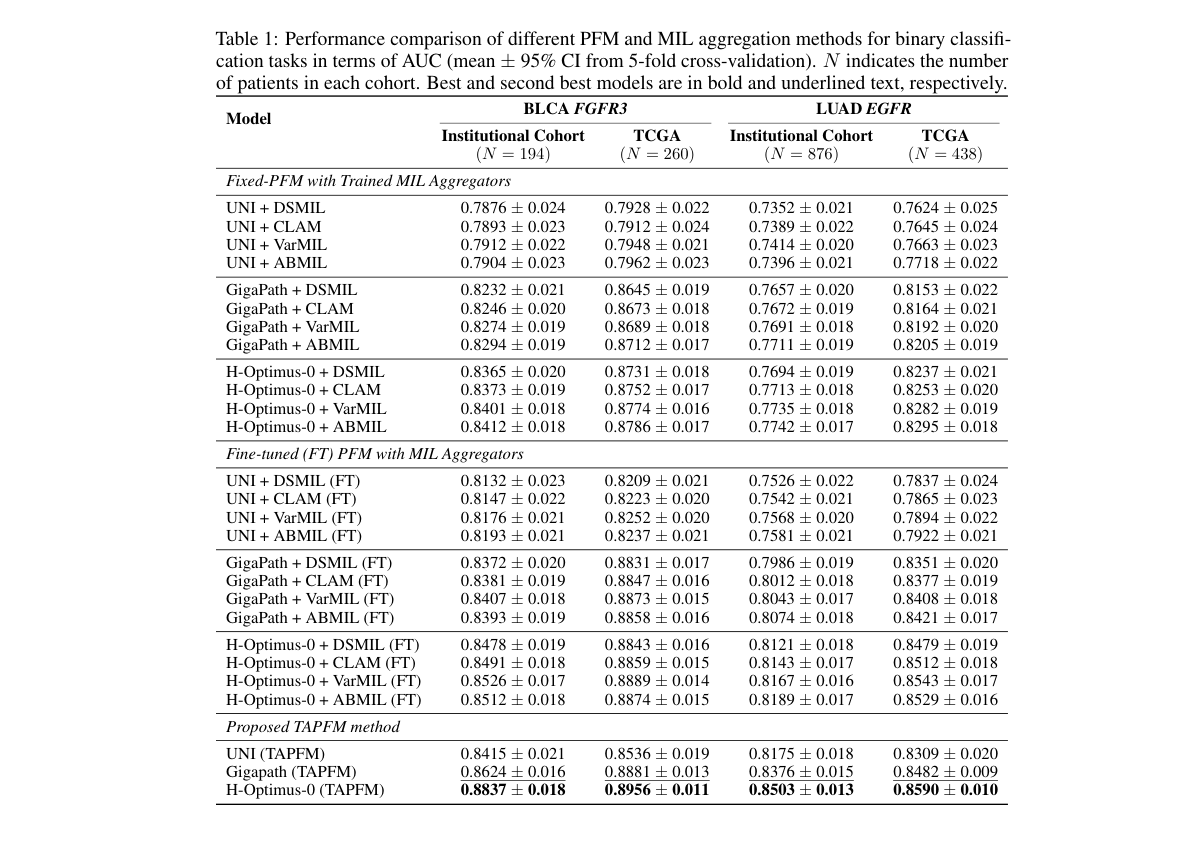 Table 1: Performance comparison of different PFM and MIL aggregation methods for binary classifi-
cation tasks in terms of AUC (mean ± 95% CI from 5-fold cross-validation). N indicates the number
of patients in each cohort. Best and second best models are in bold and underlined text, respectively.
Model BLCA FGFR3 LUAD EGFR
Institutional Cohort TCGA Institutional Cohort TCGA
(N = 194) (N = 260) (N = 876) (N = 438)
Fixed-PFM with Trained MIL Aggregators
UNI + DSMIL 0.7876 ± 0.024 0.7928 ± 0.022 0.7352 ± 0.021 0.7624 ± 0.025
UNI + CLAM 0.7893 ± 0.023 0.7912 ± 0.024 0.7389 ± 0.022 0.7645 ± 0.024
UNI + VarMIL 0.7912 ± 0.022 0.7948 ± 0.021 0.7414 ± 0.020 0.7663 ± 0.023
UNI + ABMIL 0.7904 ± 0.023 0.7962 ± 0.023 0.7396 ± 0.021 0.7718 ± 0.022
GigaPath + DSMIL 0.8232 ± 0.021 0.8645 ± 0.019 0.7657 ± 0.020 0.8153 ± 0.022
GigaPath + CLAM 0.8246 ± 0.020 0.8673 ± 0.018 0.7672 ± 0.019 0.8164 ± 0.021
GigaPath + VarMIL 0.8274 ± 0.019 0.8689 ± 0.018 0.7691 ± 0.018 0.8192 ± 0.020
GigaPath + ABMIL 0.8294 ± 0.019 0.8712 ± 0.017 0.7711 ± 0.019 0.8205 ± 0.019
H-Optimus-0 + DSMIL 0.8365 ± 0.020 0.8731 ± 0.018 0.7694 ± 0.019 0.8237 ± 0.021
H-Optimus-0 + CLAM 0.8373 ± 0.019 0.8752 ± 0.017 0.7713 ± 0.018 0.8253 ± 0.020
H-Optimus-0 + VarMIL 0.8401 ± 0.018 0.8774 ± 0.016 0.7735 ± 0.018 0.8282 ± 0.019
H-Optimus-0 + ABMIL 0.8412 ± 0.018 0.8786 ± 0.017 0.7742 ± 0.017 0.8295 ± 0.018
Fine-tuned (FT) PFM with MIL Aggregators
UNI + DSMIL (FT) 0.8132 ± 0.023 0.8209 ± 0.021 0.7526 ± 0.022 0.7837 ± 0.024
UNI + CLAM (FT) 0.8147 ± 0.022 0.8223 ± 0.020 0.7542 ± 0.021 0.7865 ± 0.023
UNI + VarMIL (FT) 0.8176 ± 0.021 0.8252 ± 0.020 0.7568 ± 0.020 0.7894 ± 0.022
UNI + ABMIL (FT) 0.8193 ± 0.021 0.8237 ± 0.021 0.7581 ± 0.021 0.7922 ± 0.021
GigaPath + DSMIL (FT) 0.8372 ± 0.020 0.8831 ± 0.017 0.7986 ± 0.019 0.8351 ± 0.020
GigaPath + CLAM (FT) 0.8381 ± 0.019 0.8847 ± 0.016 0.8012 ± 0.018 0.8377 ± 0.019
GigaPath + VarMIL (FT) 0.8407 ± 0.018 0.8873 ± 0.015 0.8043 ± 0.017 0.8408 ± 0.018
GigaPath + ABMIL (FT) 0.8393 ± 0.019 0.8858 ± 0.016 0.8074 ± 0.018 0.8421 ± 0.017
H-Optimus-0 + DSMIL (FT) 0.8478 ± 0.019 0.8843 ± 0.016 0.8121 ± 0.018 0.8479 ± 0.019
H-Optimus-0 + CLAM (FT) 0.8491 ± 0.018 0.8859 ± 0.015 0.8143 ± 0.017 0.8512 ± 0.018
H-Optimus-0 + VarMIL (FT) 0.8526 ± 0.017 0.8889 ± 0.014 0.8167 ± 0.016 0.8543 ± 0.017
H-Optimus-0 + ABMIL (FT) 0.8512 ± 0.018 0.8874 ± 0.015 0.8189 ± 0.017 0.8529 ± 0.016
Proposed TAPFM method
UNI (TAPFM) 0.8415 ± 0.021 0.8536 ± 0.019 0.8175 ± 0.018 0.8309 ± 0.020
Gigapath (TAPFM) 0.8624 ± 0.016 0.8881 ± 0.013 0.8376 ± 0.015 0.8482 ± 0.009
H-Optimus-0 (TAPFM) 0.8837 ± 0.018 0.8956 ± 0.011 0.8503 ± 0.013 0.8590 ± 0.010